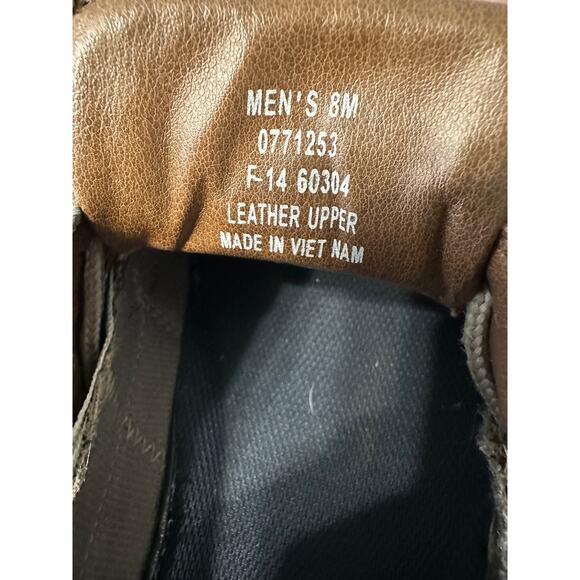 MEN'S 8M
0771253
F-14 60304
LEATHER UPPER
MADE IN VIET NAM